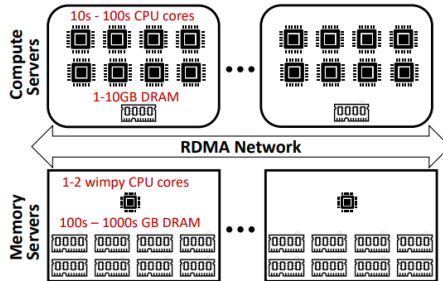 Compute
Servers
10s - 100s CPU cores
1-10GB DRAM
RDMA Network
Memory
Servers
1-2 wimpy CPU cores
100s – 1000s GB DRAM